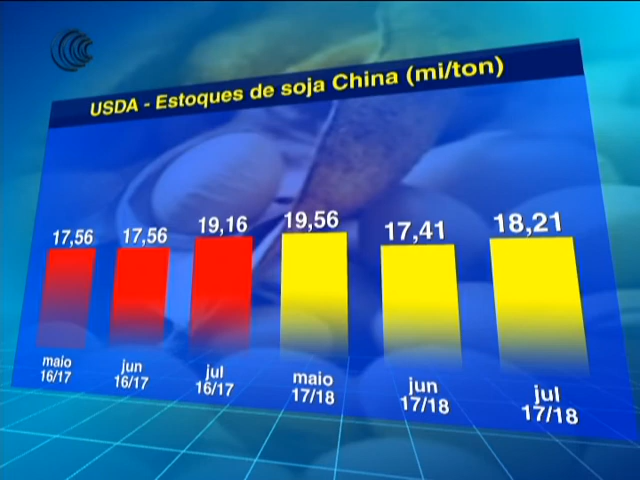 USDA - Estoques de soja China (mi/ton)
17,56
17,56
19,16
19,56
17,41
18,21
maio
16/17
jun
16/17
jul
16/17
maio
17/18
jun
17/18
jul
17/18